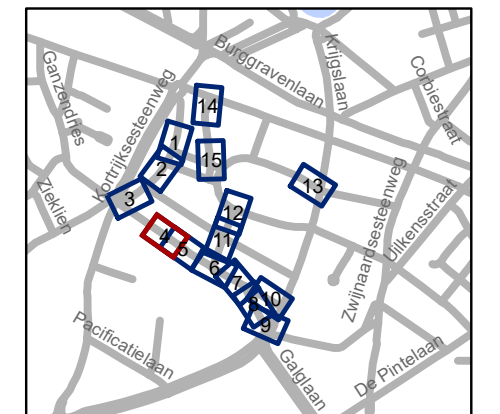 Burggravenlaan
Krijgslaan
Corbiestraat
Ganzendries
Kortrijksesteenweg
14
1
15
2
13
3
Zieklien
12
Zwijnaardsesteenweg
Uilkensstraat
4
11
5
6
7
10
8
9
Pacificatielaan
Galglaan
De Pintelaan